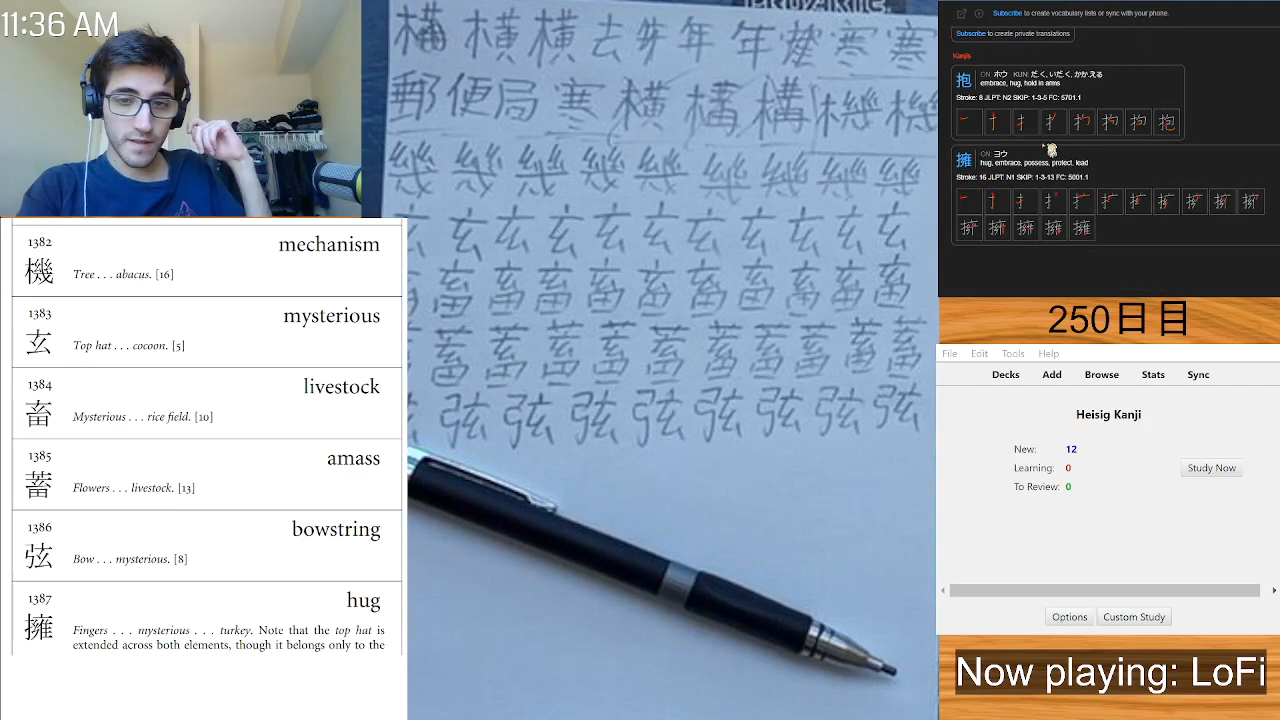 11:36 AM
1382
mechanism
機
Tree . . . abacus. [16]
1383
mysterious
玄
Top hat . . . cocoon. [5]
1384
livestock
畜
Mysterious . . . rice field. [10]
1385
amass
蓄
Flowers . . . livestock. [13]
1386
bowstring
弦
Bow . . . mysterious. [8]
1387
hug
擁
Fingers . . . mysterious . . . turkey. Note that the top hat is
extended across both elements, though it belongs only to the
構 横 横 去 年 年 年 寒 寒
郵 便 局 寒 横 構 構 機 機
幾 幾 幾 幾 幾 幾 幾 幾 幾
玄 玄 玄 玄 玄 玄 玄 玄 玄
畜 畜 畜 畜 畜 畜 畜 畜 畜
蓄 蓄 蓄 蓄 蓄 蓄 蓄 蓄 蓄
弦 弦 弦 弦 弦 弦 弦 弦
Subscribe to create vocabulary lists or sync with your phone.
Subscribe to create private translations
Kanjis
抱 ON: ホウ KUN: だく, いだく, かかえる
embrace, hug, hold in arms
Stroke: 8 JLPT: N2 SKIP: 1-3-5 FC: 5701.1
擁 ON: ヨウ
hug, embrace, possess, protect, lead
Stroke: 16 JLPT: N1 SKIP: 1-3-13 FC: 5001.1
250日目
File Edit Tools Help
Decks Add Browse Stats Sync
Heisig Kanji
New: 12
Learning: 0
To Review: 0
Study Now
Options Custom Study
Now playing: LoFi